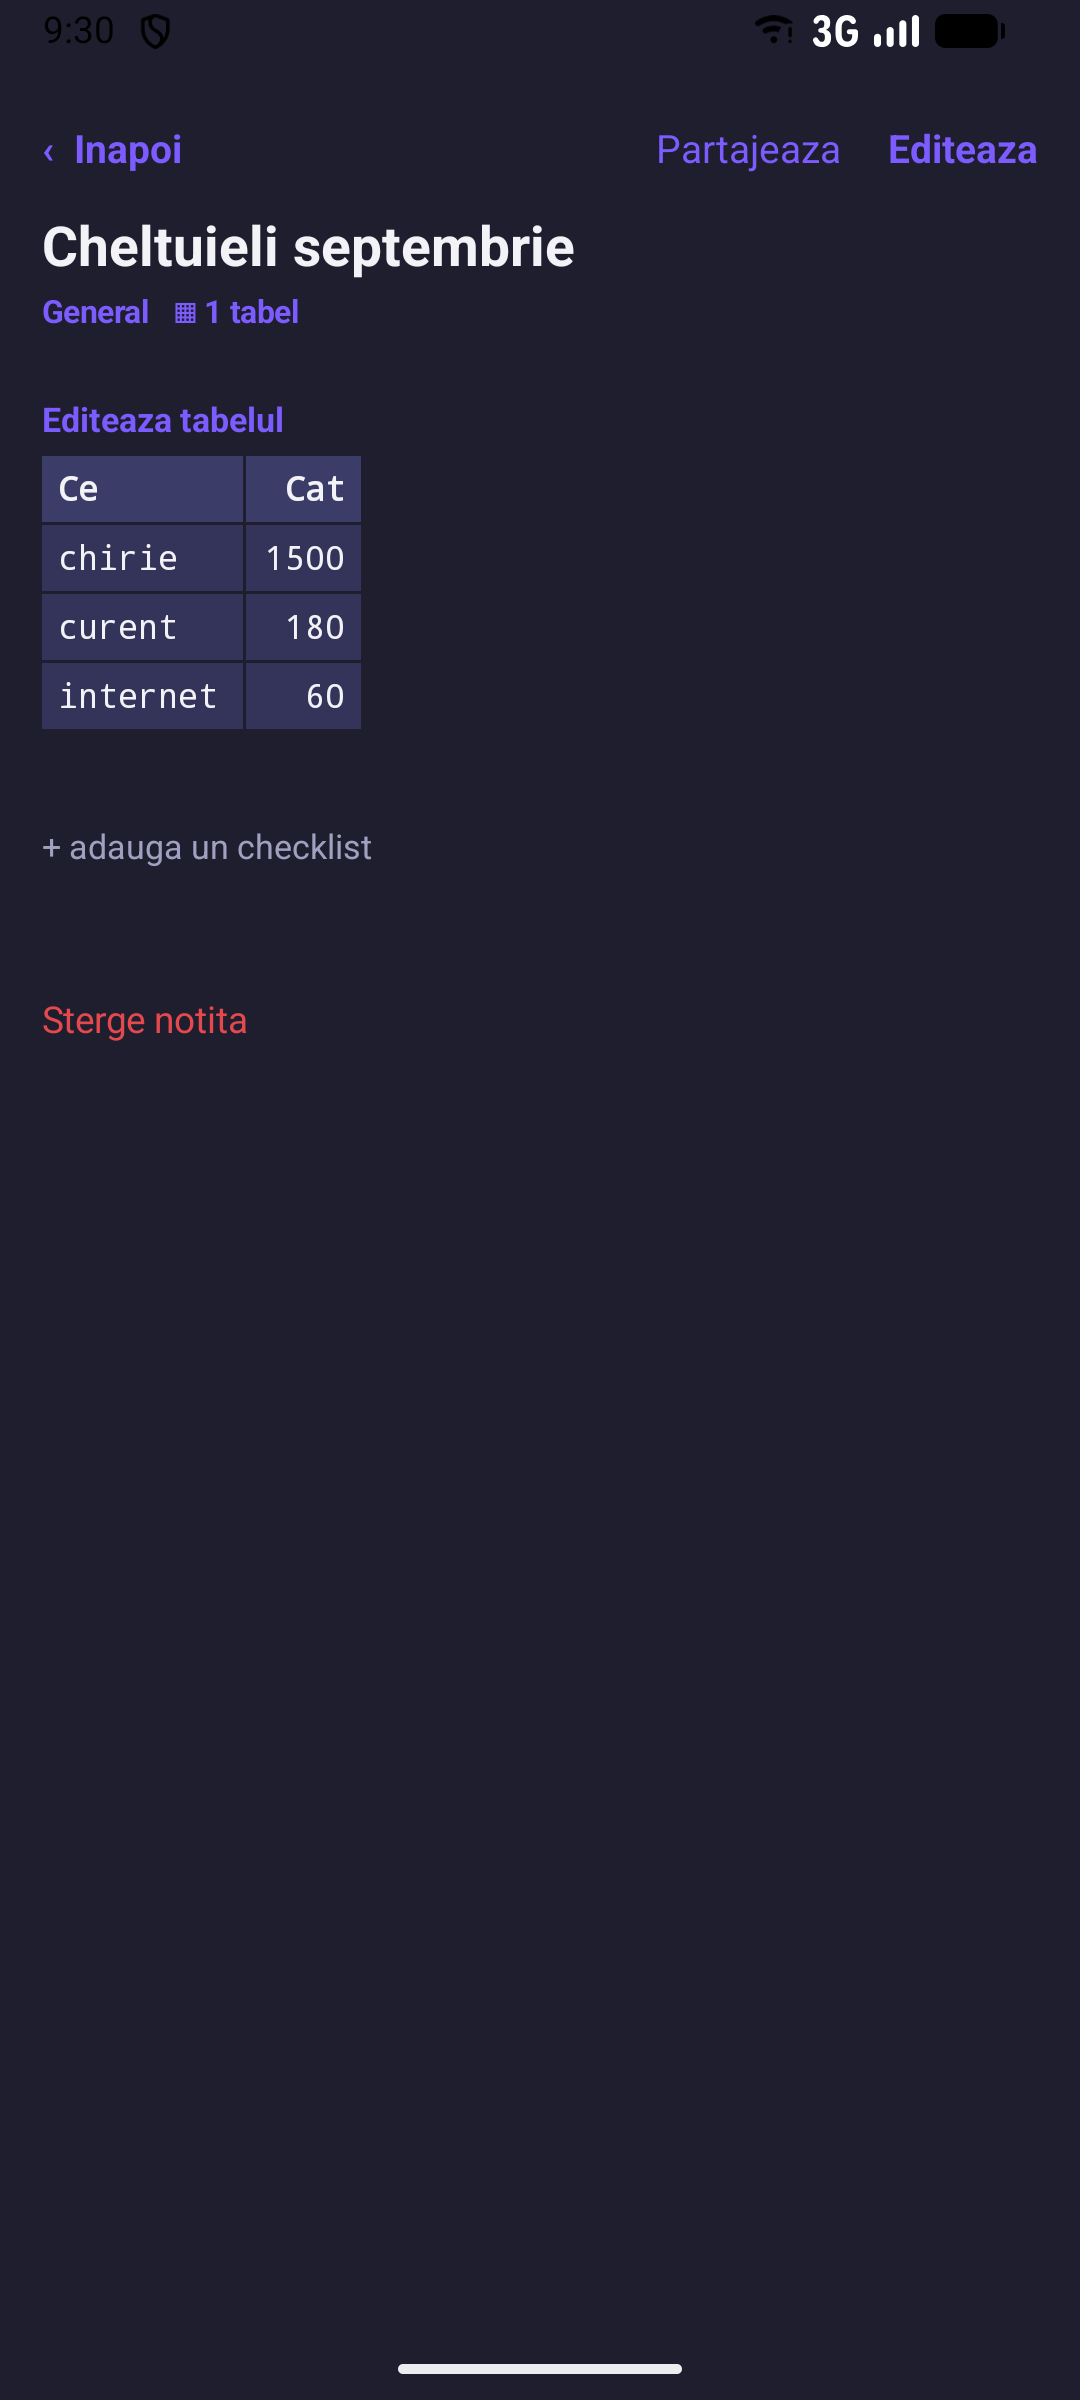 9:30 3G
‹ Inapoi Partajeaza Editeaza
Cheltuieli septembrie
General ▦ 1 tabel
Editeaza tabelul
Ce Cat
chirie 1500
curent 180
internet 60
+ adauga un checklist
Sterge notita